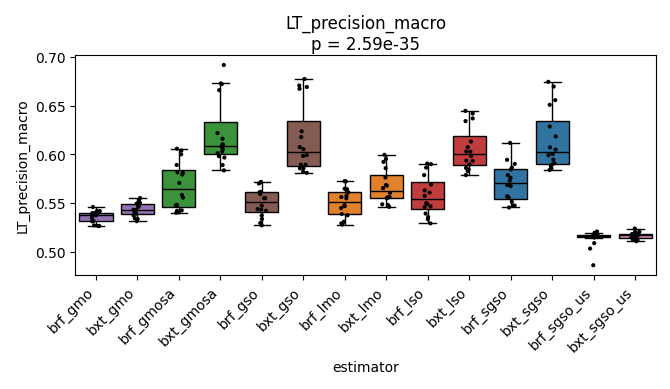 LT_precision_macro
p = 2.59e-35
LT_precision_macro
0.70
0.65
0.60
0.55
0.50
brf_gmo
bxt_gmo
brf_gmosa
bxt_gmosa
brf_gso
bxt_gso
brf_lmo
bxt_lmo
brf_lso
bxt_lso
brf_sgso
bxt_sgso
brf_sgso_us
bxt_sgso_us
estimator